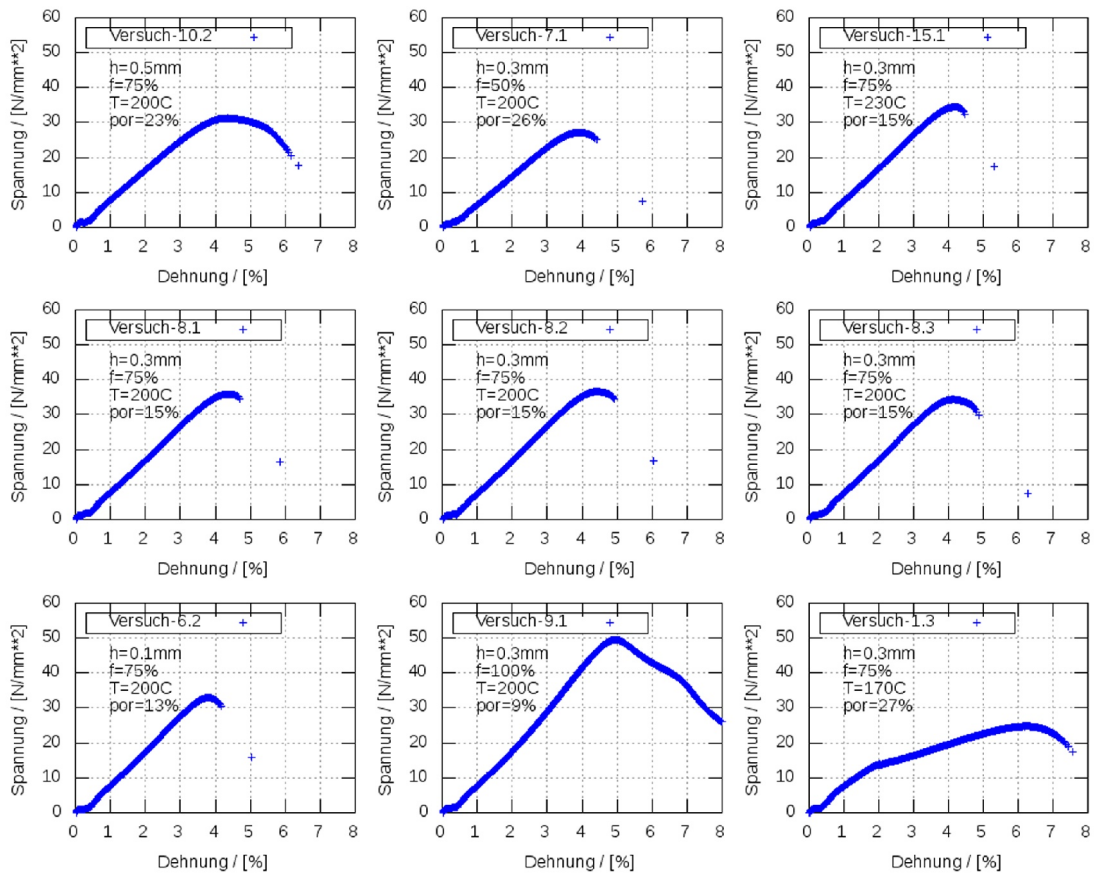 Versuch-10.2
h=0.5mm
f=75%
T=200C
por=23%
Spannung / [N/mm**2]
60
50
40
30
20
10
0
0 1 2 3 4 5 6 7 8
Dehnung / [%]
Versuch-7.1
h=0.3mm
f=50%
T=200C
por=26%
Spannung / [N/mm**2]
60
50
40
30
20
10
0
0 1 2 3 4 5 6 7 8
Dehnung / [%]
Versuch-15.1
h=0.3mm
f=75%
T=230C
por=15%
Spannung / [N/mm**2]
60
50
40
30
20
10
0
0 1 2 3 4 5 6 7 8
Dehnung / [%]
Versuch-8.1
h=0.3mm
f=75%
T=200C
por=15%
Spannung / [N/mm**2]
60
50
40
30
20
10
0
0 1 2 3 4 5 6 7 8
Dehnung / [%]
Versuch-8.2
h=0.3mm
f=75%
T=200C
por=15%
Spannung / [N/mm**2]
60
50
40
30
20
10
0
0 1 2 3 4 5 6 7 8
Dehnung / [%]
Versuch-8.3
h=0.3mm
f=75%
T=200C
por=15%
Spannung / [N/mm**2]
60
50
40
30
20
10
0
0 1 2 3 4 5 6 7 8
Dehnung / [%]
Versuch-6.2
h=0.1mm
f=75%
T=200C
por=13%
Spannung / [N/mm**2]
60
50
40
30
20
10
0
0 1 2 3 4 5 6 7 8
Dehnung / [%]
Versuch-9.1
h=0.3mm
f=100%
T=200C
por=9%
Spannung / [N/mm**2]
60
50
40
30
20
10
0
0 1 2 3 4 5 6 7 8
Dehnung / [%]
Versuch-1.3
h=0.3mm
f=75%
T=170C
por=27%
Spannung / [N/mm**2]
60
50
40
30
20
10
0
0 1 2 3 4 5 6 7 8
Dehnung / [%]